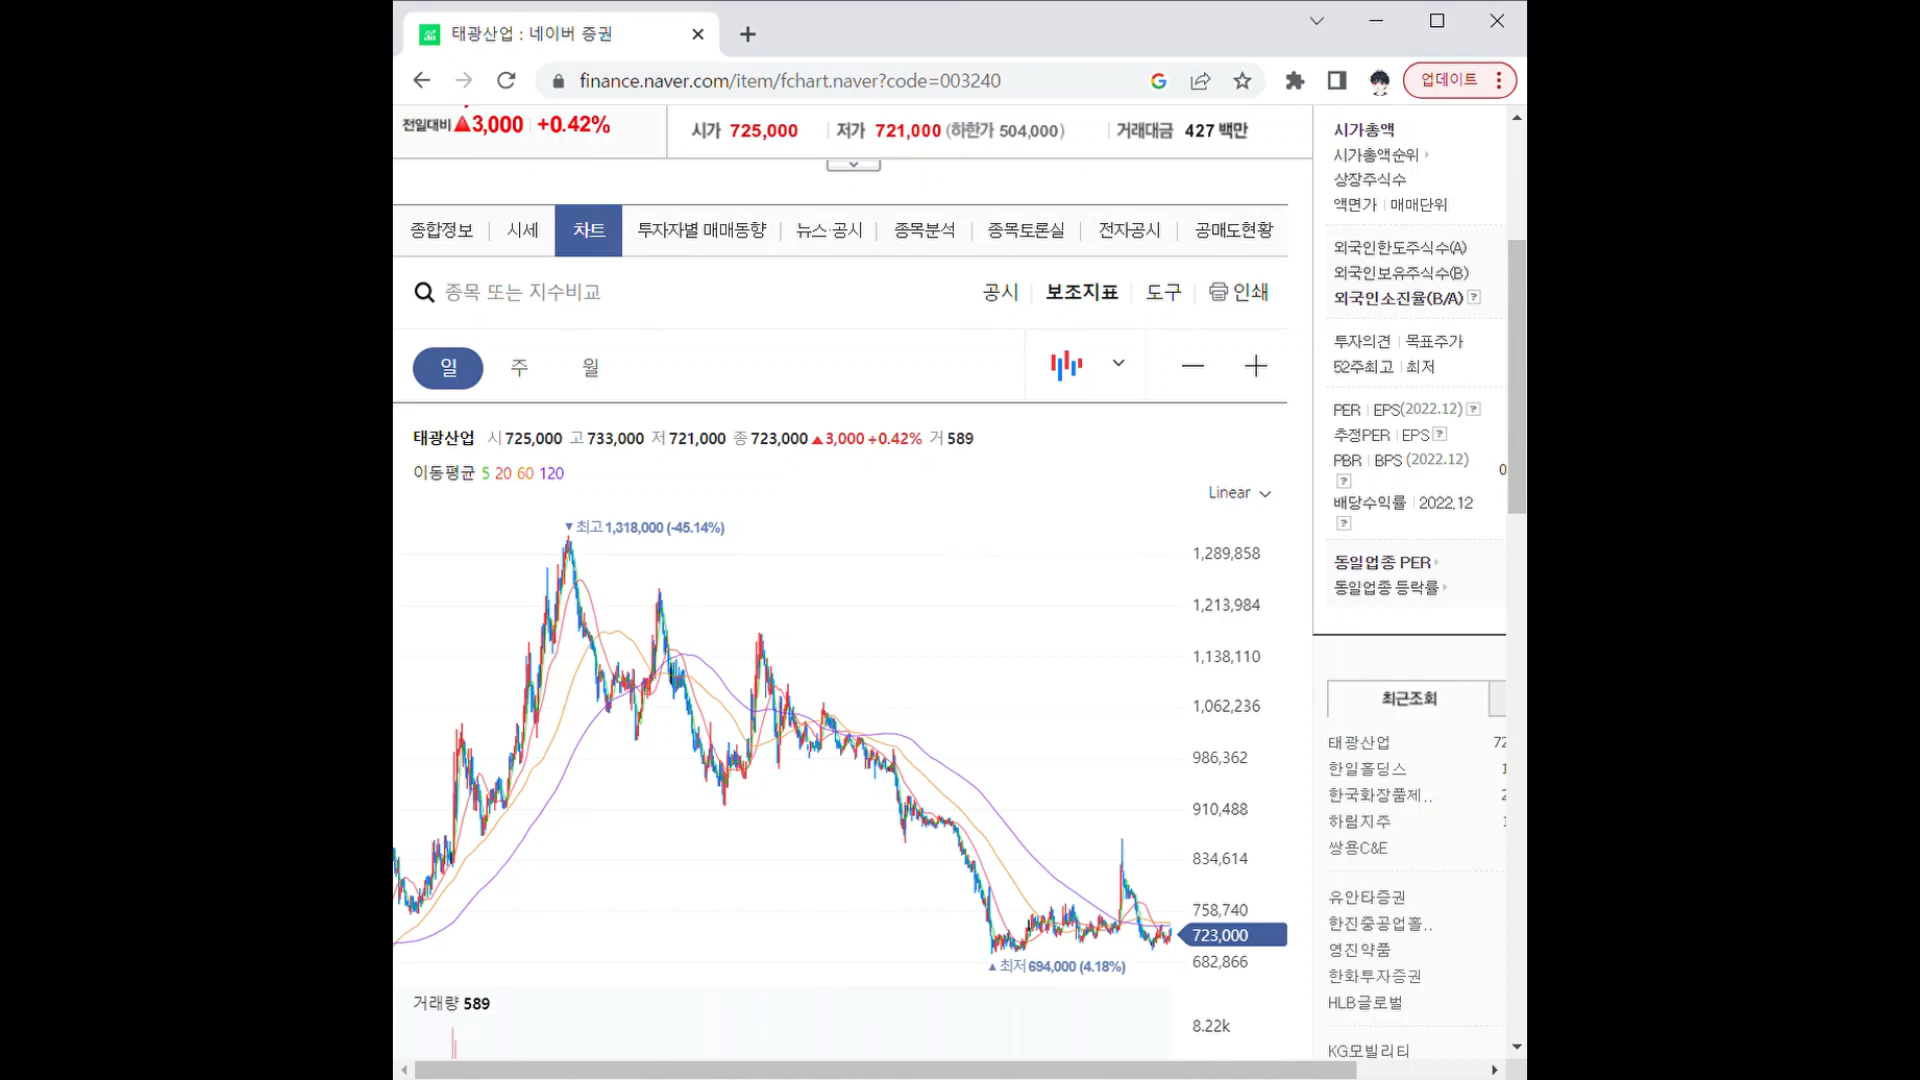 태광산업 : 네이버 증권
finance.naver.com/item/fchart.naver?code=003240
업데이트
전일대비 ▲3,000 +0.42%
시가 725,000 저가 721,000 (하한가 504,000) 거래대금 427 백만
종합정보 시세 차트 투자자별 매매동향 뉴스·공시 종목분석 종목토론실 전자공시 공매도현황
종목 또는 지수비교
공시 보조지표 도구 인쇄
일 주 월
태광산업 시 725,000 고 733,000 저 721,000 종 723,000 ▲3,000 +0.42% 거 589
이동평균 5 20 60 120
Linear
▼최고 1,318,000 (-45.14%)
1,289,858
1,213,984
1,138,110
1,062,236
986,362
910,488
834,614
758,740
723,000
682,866
▲최저 694,000 (4.18%)
거래량 589
8.22k
시가총액
시가총액순위
상장주식수
액면가 매매단위
외국인한도주식수(A)
외국인보유주식수(B)
외국인소진율(B/A) ?
투자의견 목표주가
52주최고 최저
PER EPS(2022.12) ?
추정PER EPS ?
PBR BPS (2022.12)
?
배당수익률 2022.12
?
동일업종 PER
동일업종 등락률
최근조회
태광산업
한일홀딩스
한국화장품제..
하림지주
쌍용C&E
유안타증권
한진중공업홀..
영진약품
한화투자증권
HLB글로벌
KG모빌리티